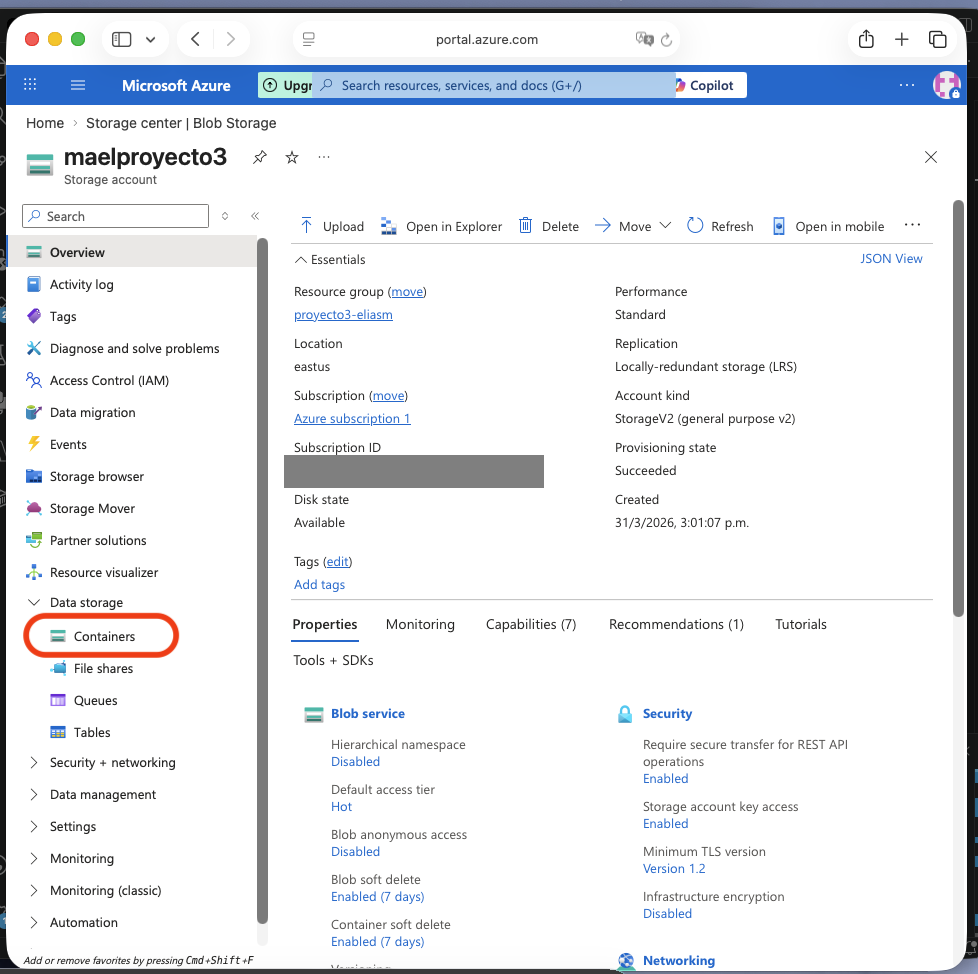 portal.azure.com
Microsoft Azure
Upgr
Search resources, services, and docs (G+/)
Copilot
Home > Storage center | Blob Storage
maelproyecto3
Storage account
Search
Overview
Activity log
Tags
Diagnose and solve problems
Access Control (IAM)
Data migration
Events
Storage browser
Storage Mover
Partner solutions
Resource visualizer
Data storage
Containers
File shares
Queues
Tables
Security + networking
Data management
Settings
Monitoring
Monitoring (classic)
Automation
Add or remove favorites by pressing Cmd+Shift+F
Upload
Open in Explorer
Delete
Move
Refresh
Open in mobile
Essentials
JSON View
Resource group (move)
proyecto3-eliasm
Location
eastus
Subscription (move)
Azure subscription 1
Subscription ID
Disk state
Available
Performance
Standard
Replication
Locally-redundant storage (LRS)
Account kind
StorageV2 (general purpose v2)
Provisioning state
Succeeded
Created
31/3/2026, 3:01:07 p.m.
Tags (edit)
Add tags
Properties
Monitoring
Capabilities (7)
Recommendations (1)
Tutorials
Tools + SDKs
Blob service
Hierarchical namespace
Disabled
Default access tier
Hot
Blob anonymous access
Disabled
Blob soft delete
Enabled (7 days)
Container soft delete
Enabled (7 days)
Versioning
Security
Require secure transfer for REST API
operations
Enabled
Storage account key access
Enabled
Minimum TLS version
Version 1.2
Infrastructure encryption
Disabled
Networking